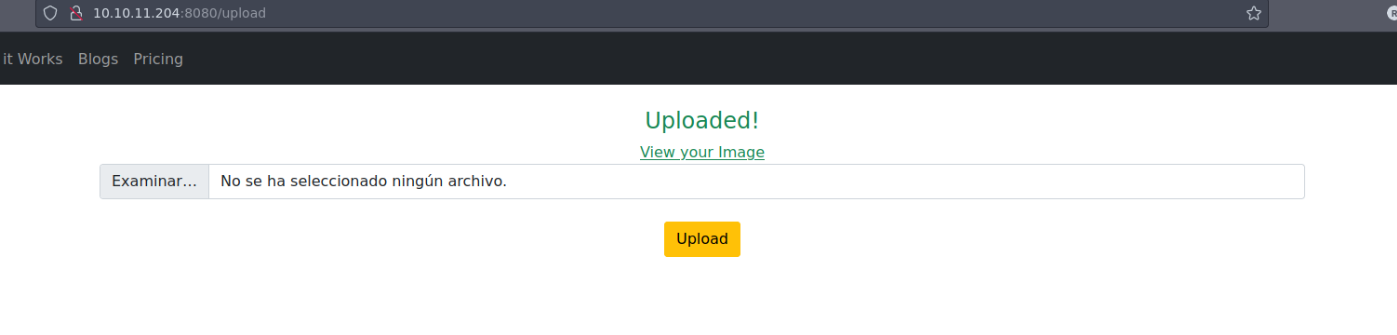 10.10.11.204:8080/upload
it Works Blogs Pricing
Uploaded!
View your Image
Examinar... No se ha seleccionado ningún archivo.
Upload